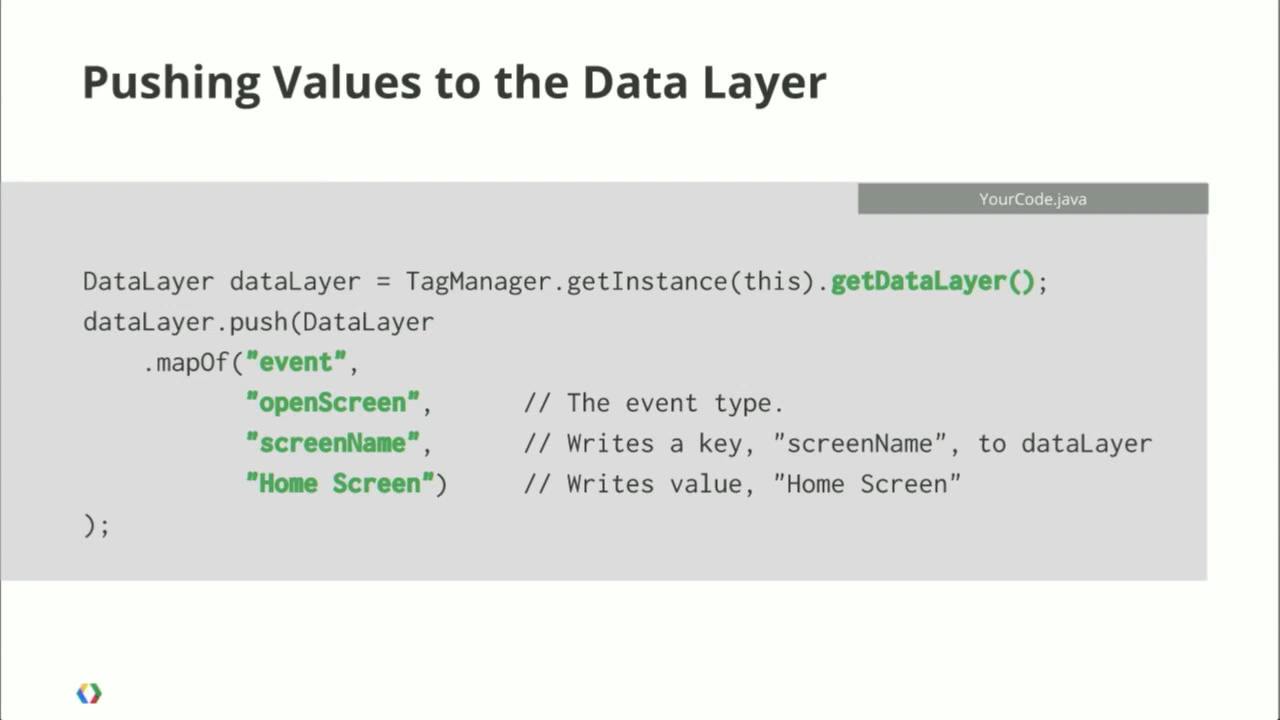 Pushing Values to the Data Layer
YourCode.java
DataLayer dataLayer = TagManager.getInstance(this).getDataLayer();
dataLayer.push(DataLayer
.mapOf("event",
"openScreen", // The event type.
"screenName", // Writes a key, "screenName", to dataLayer
"Home Screen") // Writes value, "Home Screen"
);